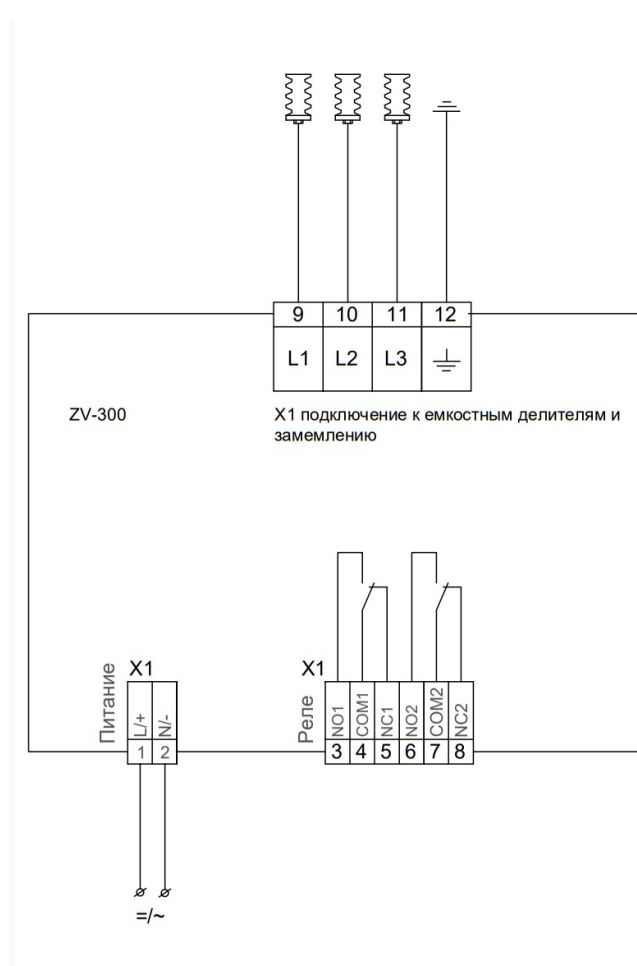 9 10 11 12
L1 L2 L3
ZV-300
X1 подключение к емкостным делителям и
замемлению
Питание
X1
L/+ N/-
1 2
=/~
Реле
X1
NO1 COM1 NC1 NO2 COM2 NC2
3 4 5 6 7 8